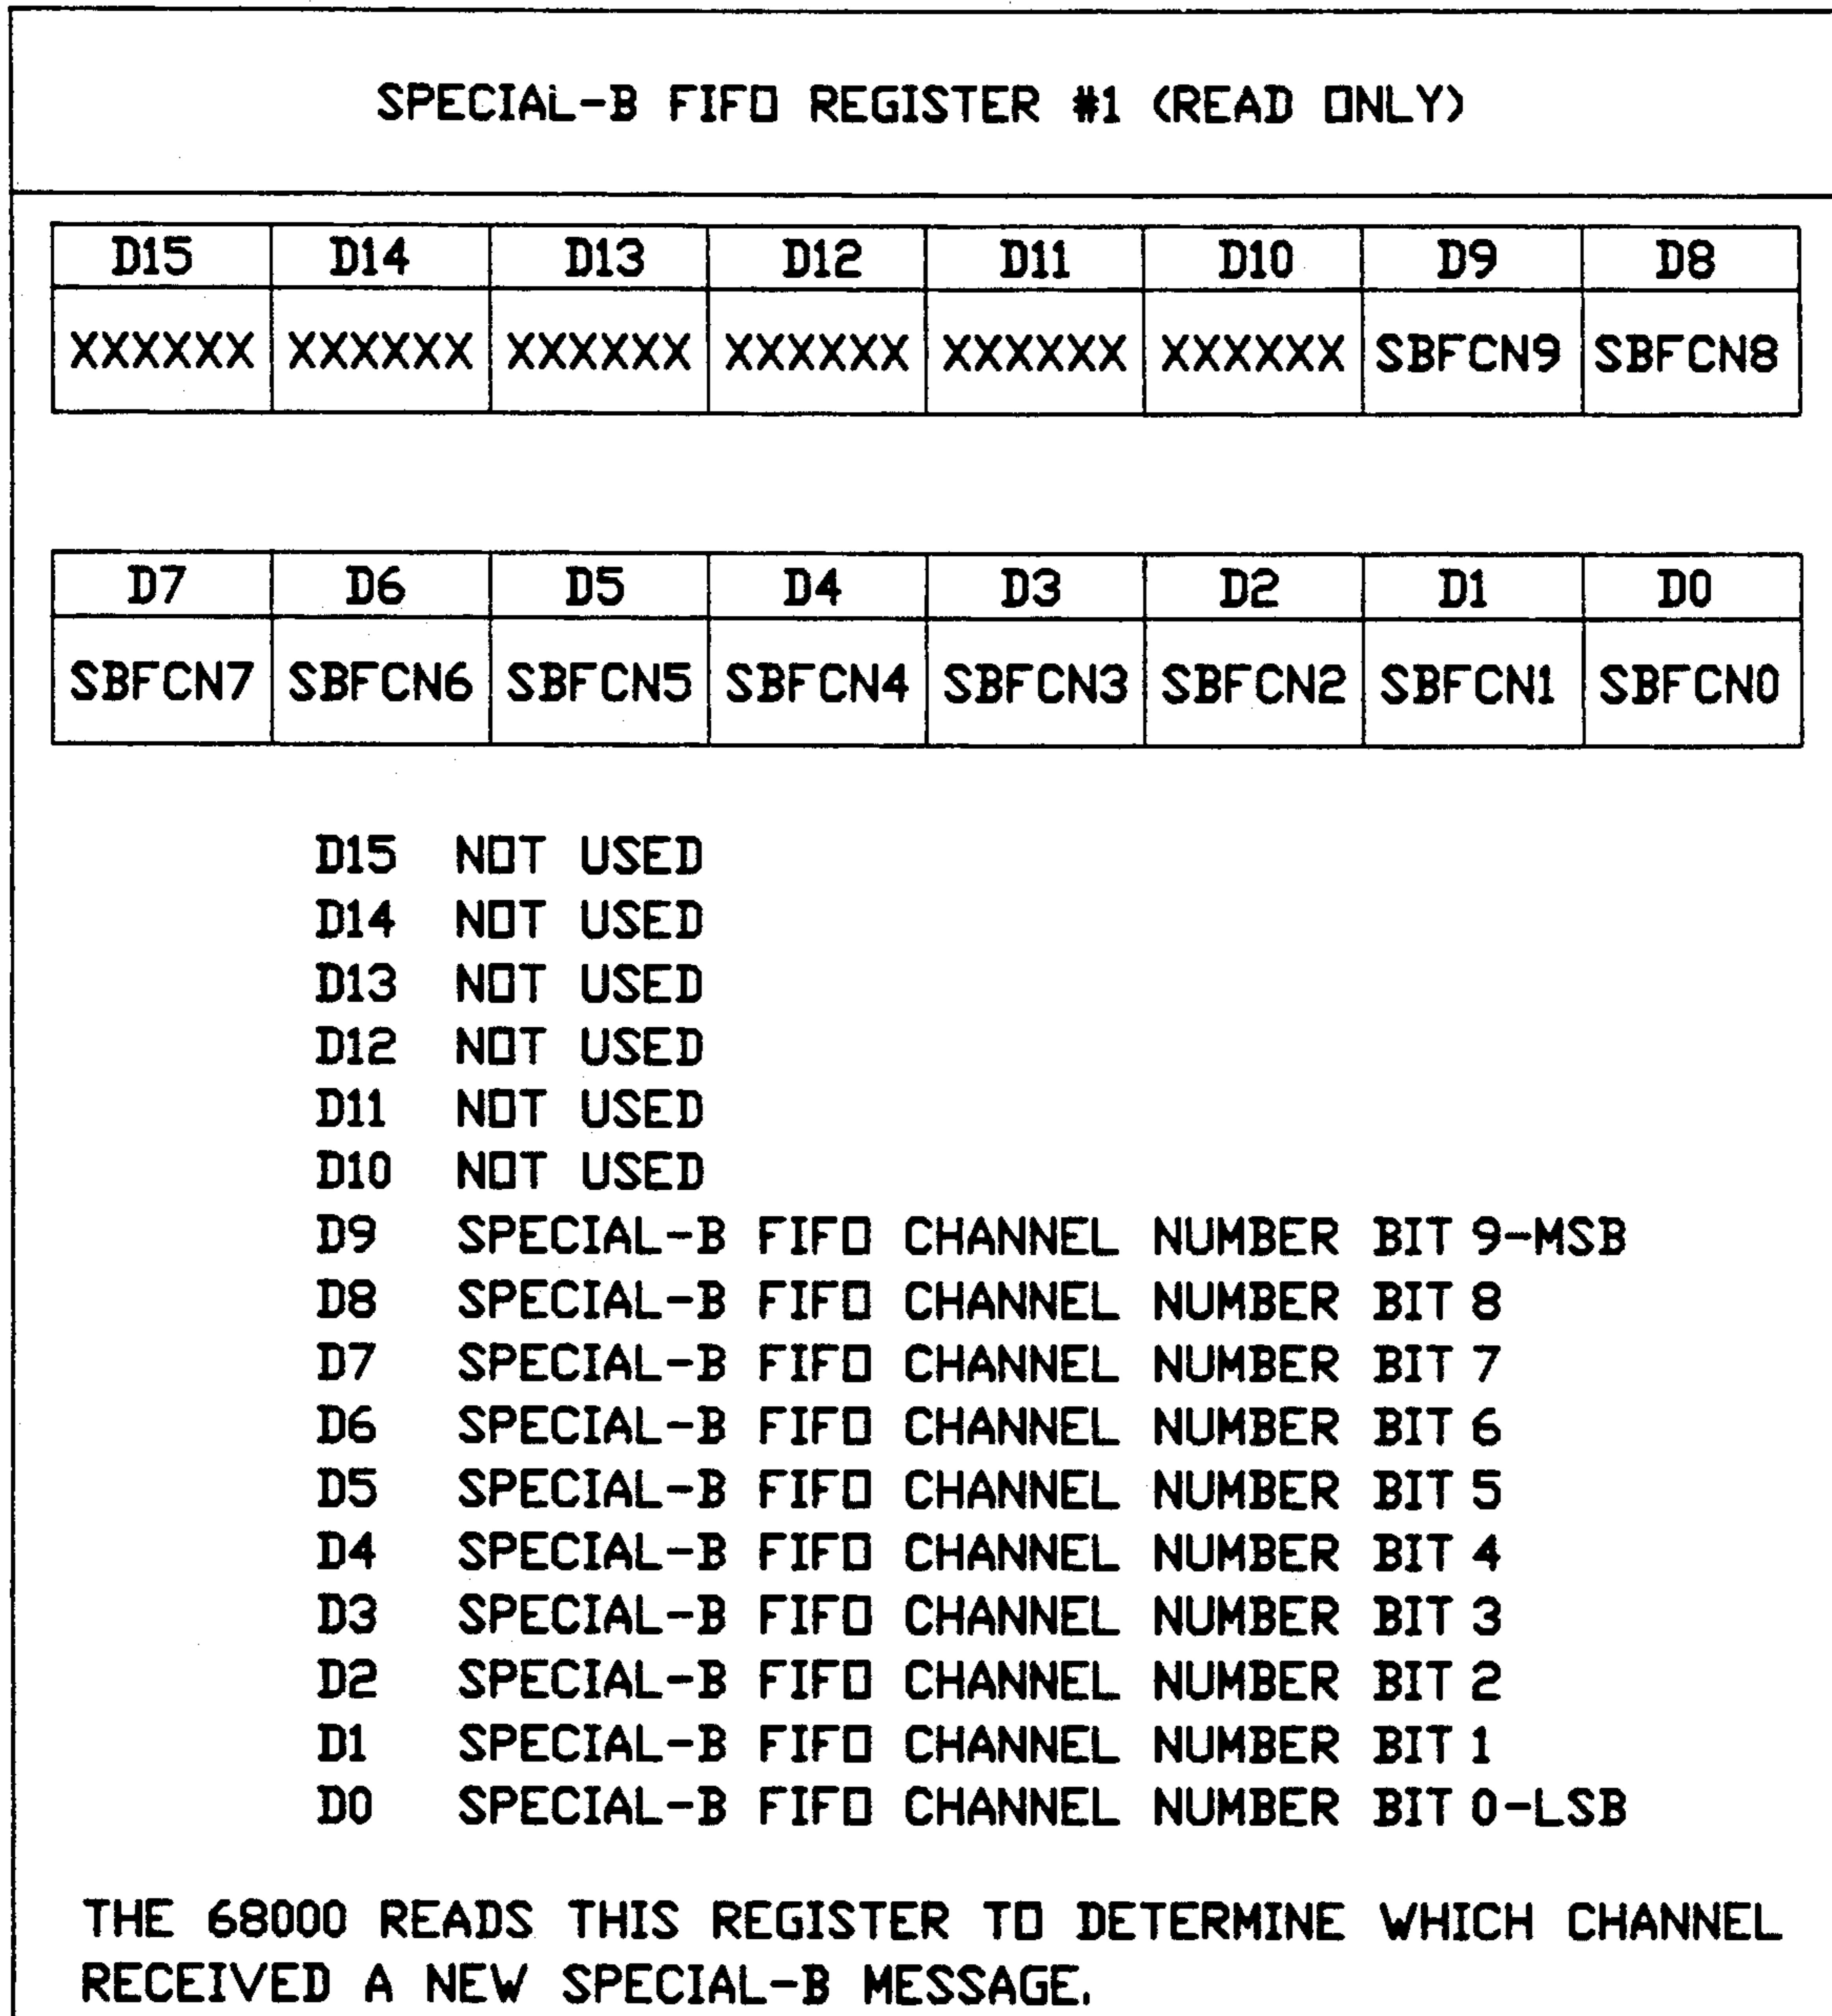 SPECIAL-B FIFO REGISTER #1 (READ ONLY)
D15 D14 D13 D12 D11 D10 D9 D8
XXXXXX XXXXXX XXXXXX XXXXXX XXXXXX XXXXXX SBFCN9 SBFCN8
D7 D6 D5 D4 D3 D2 D1 D0
SBFCN7 SBFCN6 SBFCN5 SBFCN4 SBFCN3 SBFCN2 SBFCN1 SBFCN0
D15 NOT USED
D14 NOT USED
D13 NOT USED
D12 NOT USED
D11 NOT USED
D10 NOT USED
D9 SPECIAL-B FIFO CHANNEL NUMBER BIT 9-MSB
D8 SPECIAL-B FIFO CHANNEL NUMBER BIT 8
D7 SPECIAL-B FIFO CHANNEL NUMBER BIT 7
D6 SPECIAL-B FIFO CHANNEL NUMBER BIT 6
D5 SPECIAL-B FIFO CHANNEL NUMBER BIT 5
D4 SPECIAL-B FIFO CHANNEL NUMBER BIT 4
D3 SPECIAL-B FIFO CHANNEL NUMBER BIT 3
D2 SPECIAL-B FIFO CHANNEL NUMBER BIT 2
D1 SPECIAL-B FIFO CHANNEL NUMBER BIT 1
D0 SPECIAL-B FIFO CHANNEL NUMBER BIT 0-LSB
THE 68000 READS THIS REGISTER TO DETERMINE WHICH CHANNEL
RECEIVED A NEW SPECIAL-B MESSAGE.